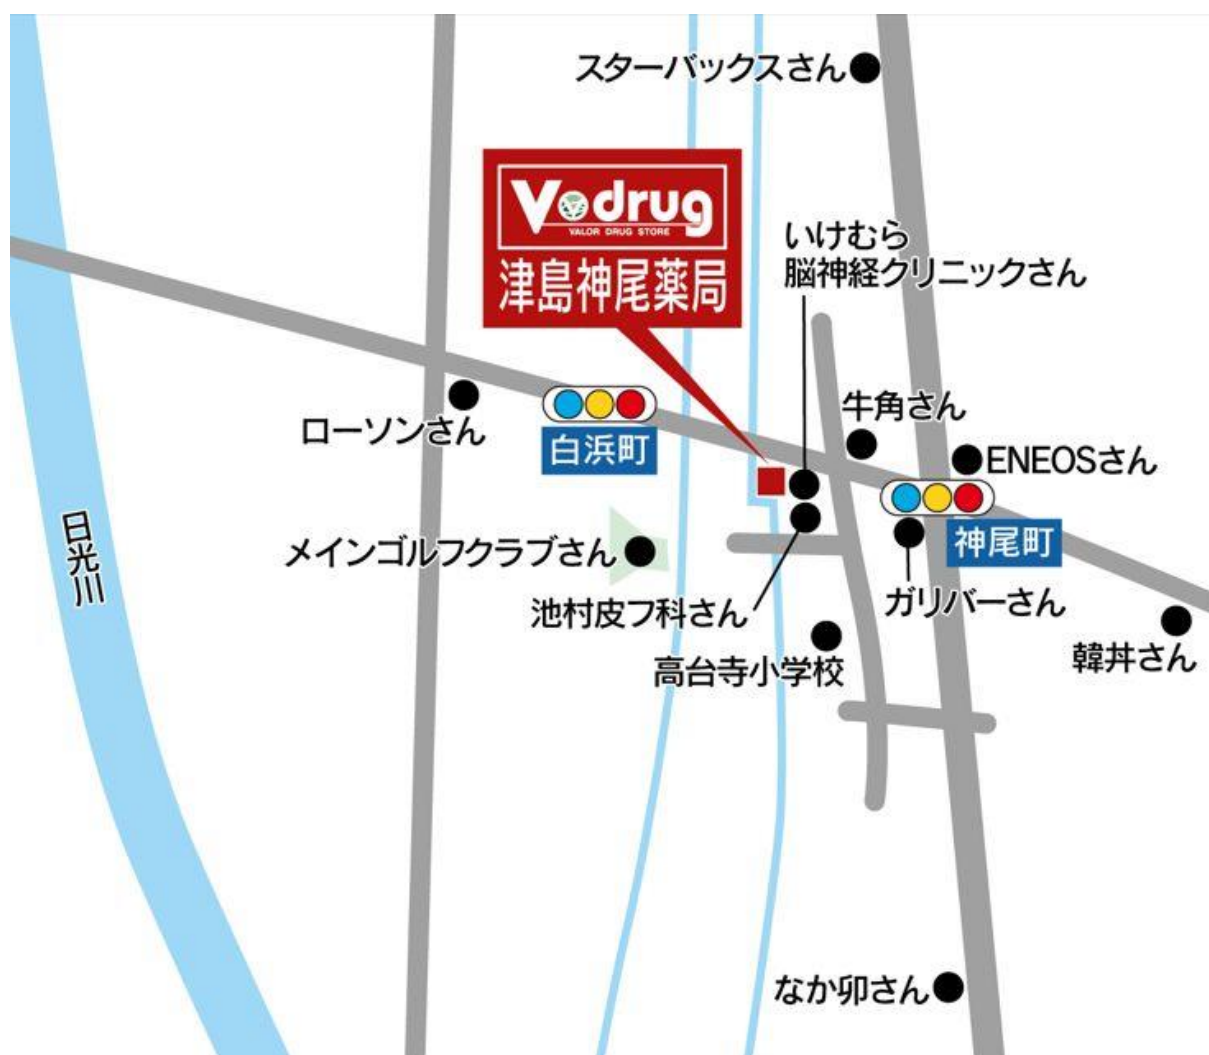 スターバックスさん
Vdrug
VALOR DRUG STORE
津島神尾薬局
いけむら
脳神経クリニックさん
牛角さん
ローソンさん
白浜町
ENEOSさん
日光川
メインゴルフクラブさん
神尾町
池村皮フ科さん
ガリバーさん
高台寺小学校
韓丼さん
なか卯さん